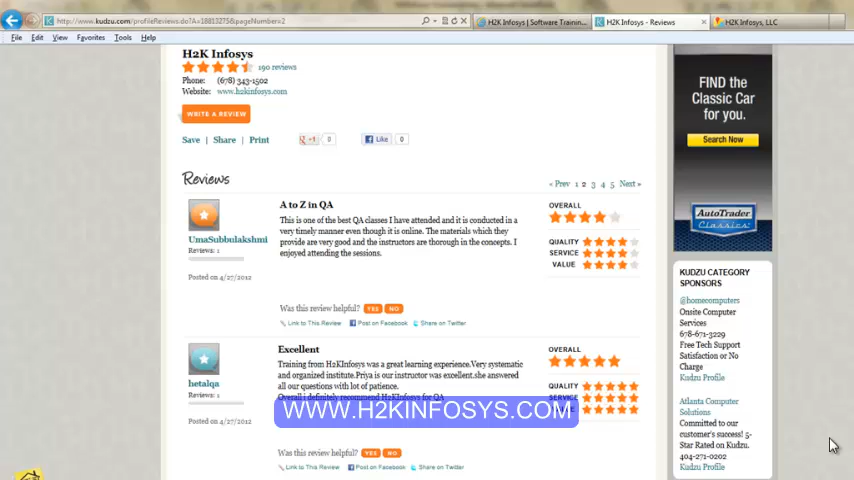 http://www.kudzu.com/profileReviews.do?
H2K Infosys | Software Trainin...
H2K Infosys - Reviews
H2K Infosys, LLC
File Edit View Favorites Tools Help
H2K Infosys
190 reviews
Phone: (678) 343-1502
Website: www.h2kinfosys.com
WRITE A REVIEW
Save | Share | Print
+1 0
Like 0
Reviews
« Prev 1 2 3 4 5 Next »
A to Z in QA
This is one of the best QA classes I have attended and it is conducted in a
very timely manner even though it is online. The materials which they
provide are very good and the instructors are thorough in the concepts. I
enjoyed attending the sessions.
UmaSubbulakshmi
Reviews: 1
Posted on 4/27/2012
OVERALL
QUALITY
SERVICE
VALUE
Was this review helpful? YES NO
Link to This Review Post on Facebook Share on Twitter
Excellent
Training from H2KInfosys was a great learning experience.Very systematic
and organized institute.Priya is our instructor was excellent.she answered
all our questions with lot of patience.
Overall i definitely recommend H2KInfosys for QA
hetalqa
Reviews: 1
Posted on 4/27/2012
OVERALL
QUALITY
SERVICE
WWW.H2KINFOSYS.COM
Was this review helpful? YES NO
Link to This Review Post on Facebook Share on Twitter
FIND the
Classic Car
for you.
Search Now
AutoTrader
Classics
KUDZU CATEGORY
SPONSORS
@homecomputers
Onsite Computer
Services
678-671-3229
Free Tech Support
Satisfaction or No
Charge
Kudzu Profile
Atlanta Computer
Solutions
Committed to our
customer's success! 5-
Star Rated on Kudzu.
404-271-0202
Kudzu Profile